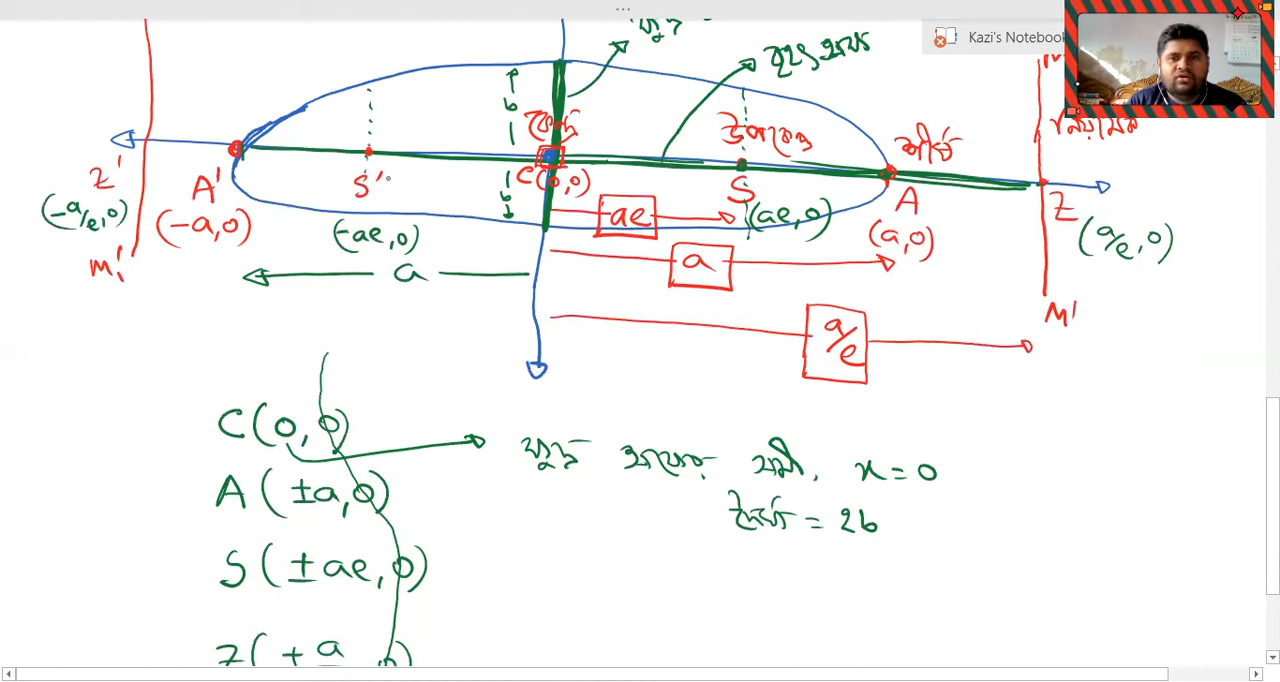 Kazi's Notebook
বৃহৎ অক্ষ
b
কেন্দ্র
উপকেন্দ্র
শীর্ষ
নিয়ামক
Z'
A'
S'
C(0,0)
S
A
Z
b
(-a/e,0)
(-a,0)
(-ae,0)
ae
(ae,0)
(a,0)
(a/e,0)
M'
a
a
M'
a/e
C(0,0)
ক্ষুদ্র অক্ষের সমী. x=0
A(±a,0)
দৈর্ঘ্য = 2b
S(±ae,0)
Z(±a